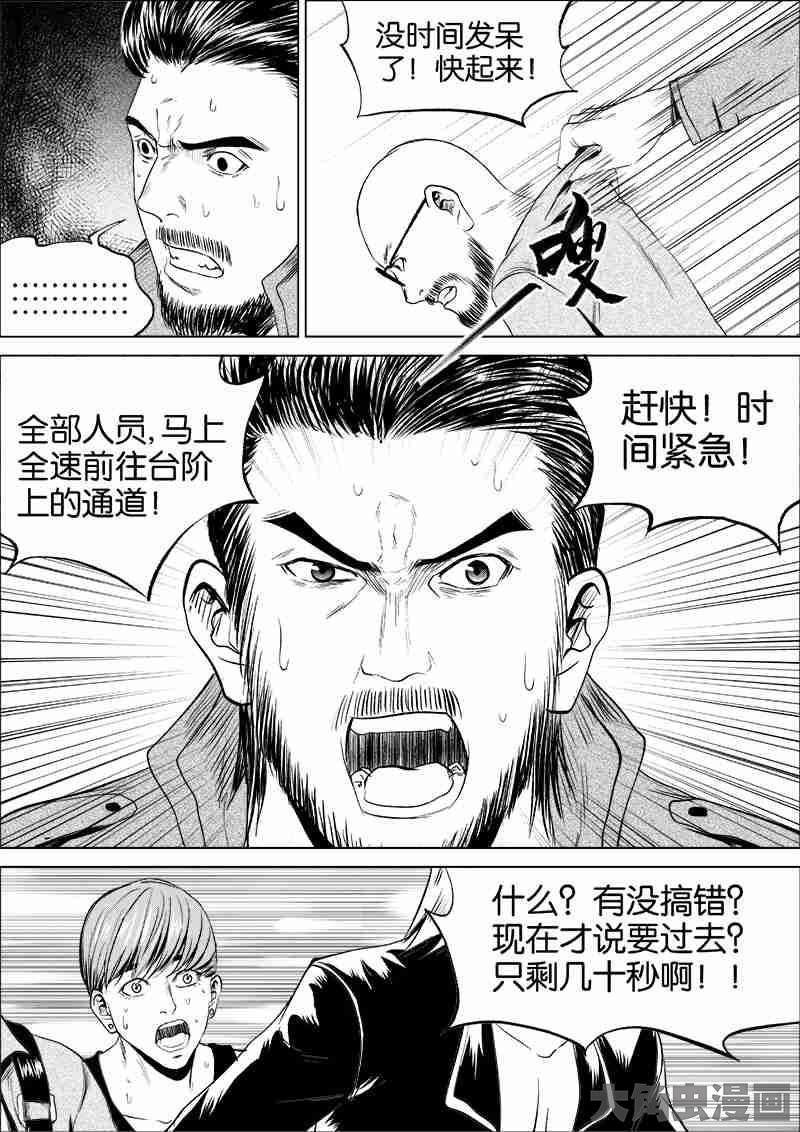 ………………
………………
………………
没时间发呆
了！快起来！
嗖
全部人员,马上
全速前往台阶
上的通道！
赶快！时
间紧急！
什么？有没搞错？
现在才说要过去？
只剩几十秒啊！！
大角虫漫画